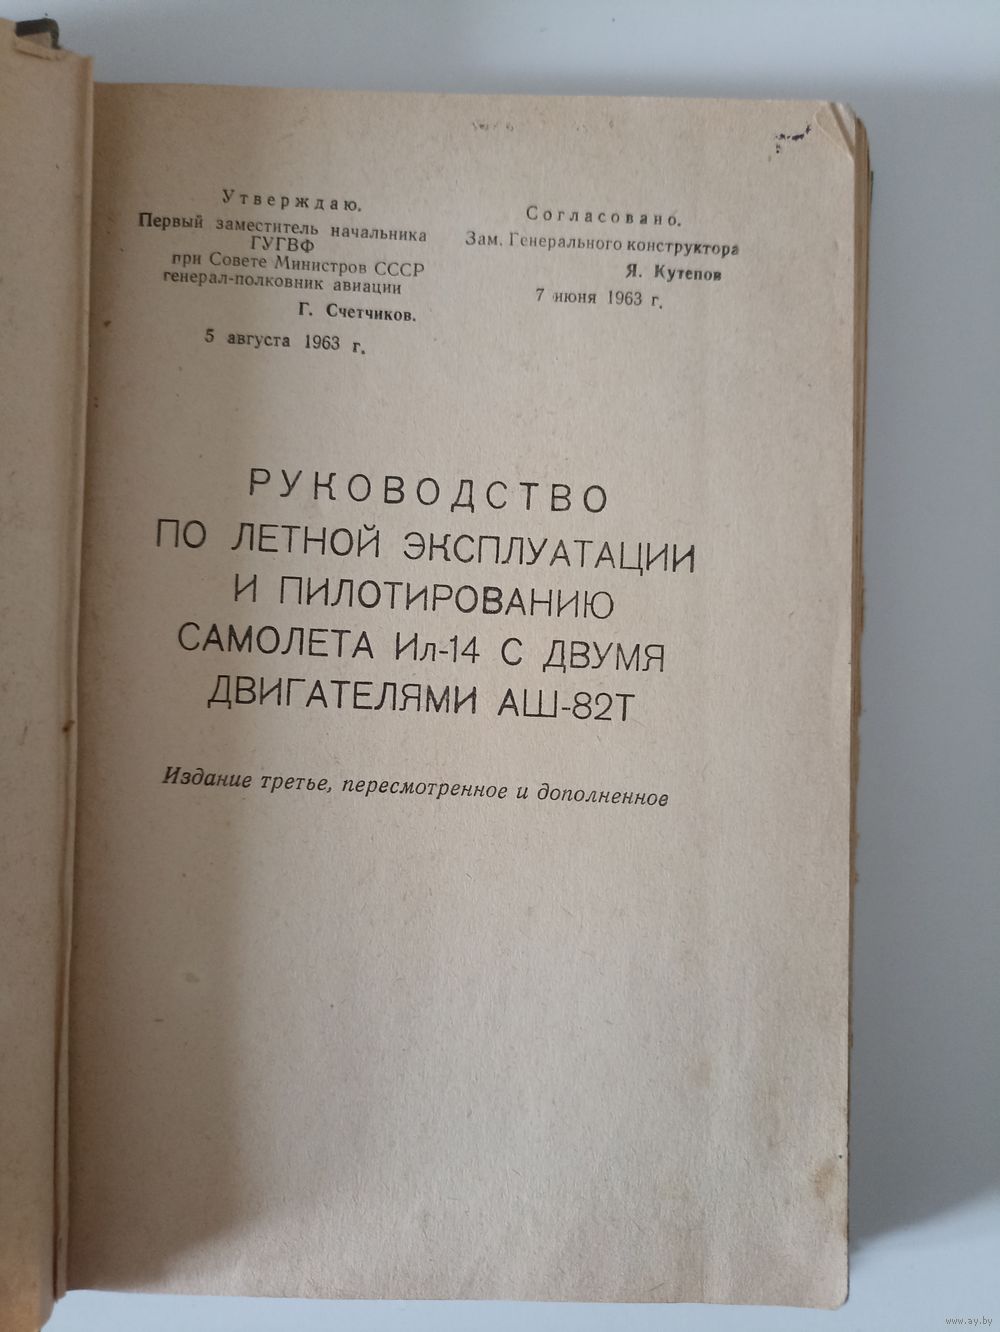 Утверждаю.
Первый заместитель начальника
ГУГВФ
при Совете Министров СССР
генерал-полковник авиации
Г. Счетчиков.
5 августа 1963 г.
Согласовано.
Зам. Генерального конструктора
Я. Кутепов
7 июня 1963 г.
РУКОВОДСТВО
ПО ЛЕТНОЙ ЭКСПЛУАТАЦИИ
И ПИЛОТИРОВАНИЮ
САМОЛЕТА Ил-14 С ДВУМЯ
ДВИГАТЕЛЯМИ АШ-82Т
Издание третье, пересмотренное и дополненное
www.ay.by